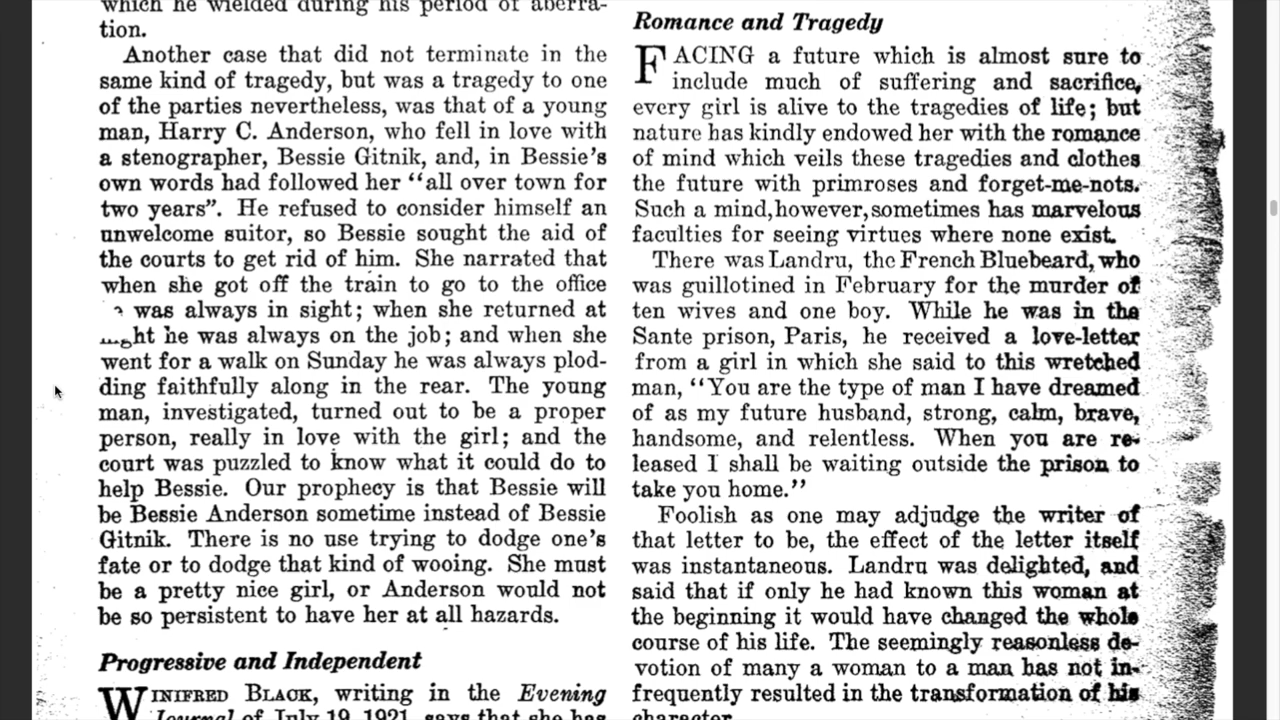 which he wielded during his period of aberra-
tion.
Another case that did not terminate in the
same kind of tragedy, but was a tragedy to one
of the parties nevertheless, was that of a young
man, Harry C. Anderson, who fell in love with
a stenographer, Bessie Gitnik, and, in Bessie's
own words had followed her "all over town for
two years". He refused to consider himself an
unwelcome suitor, so Bessie sought the aid of
the courts to get rid of him. She narrated that
when she got off the train to go to the office
was always in sight; when she returned at
he was always on the job; and when she
went for a walk on Sunday he was always plod-
ding faithfully along in the rear. The young
man, investigated, turned out to be a proper
person, really in love with the girl; and the
court was puzzled to know what it could do to
help Bessie. Our prophecy is that Bessie will
be Bessie Anderson sometime instead of Bessie
Gitnik. There is no use trying to dodge one's
fate or to dodge that kind of wooing. She must
be a pretty nice girl, or Anderson would not
be so persistent to have her at all hazards.
Progressive and Independent
WINIFRED BLACK, writing in the Evening
Journal of July 19, 1921, says that she has
Romance and Tragedy
FACING a future which is almost sure to
include much of suffering and sacrifice,
every girl is alive to the tragedies of life; but
nature has kindly endowed her with the romance
of mind which veils these tragedies and clothes
the future with primroses and forget-me-nots.
Such a mind, however, sometimes has marvelous
faculties for seeing virtues where none exist.
There was Landru, the French Bluebeard, who
was guillotined in February for the murder of
ten wives and one boy. While he was in the
Sante prison, Paris, he received a love-letter
from a girl in which she said to this wretched
man, "You are the type of man I have dreamed
of as my future husband, strong, calm, brave,
handsome, and relentless. When you are re-
leased I shall be waiting outside the prison to
take you home."
Foolish as one may adjudge the writer of
that letter to be, the effect of the letter itself
was instantaneous. Landru was delighted, and
said that if only he had known this woman at
the beginning it would have changed the whole
course of his life. The seemingly reasonless de-
votion of many a woman to a man has not in-
frequently resulted in the transformation of his
character.